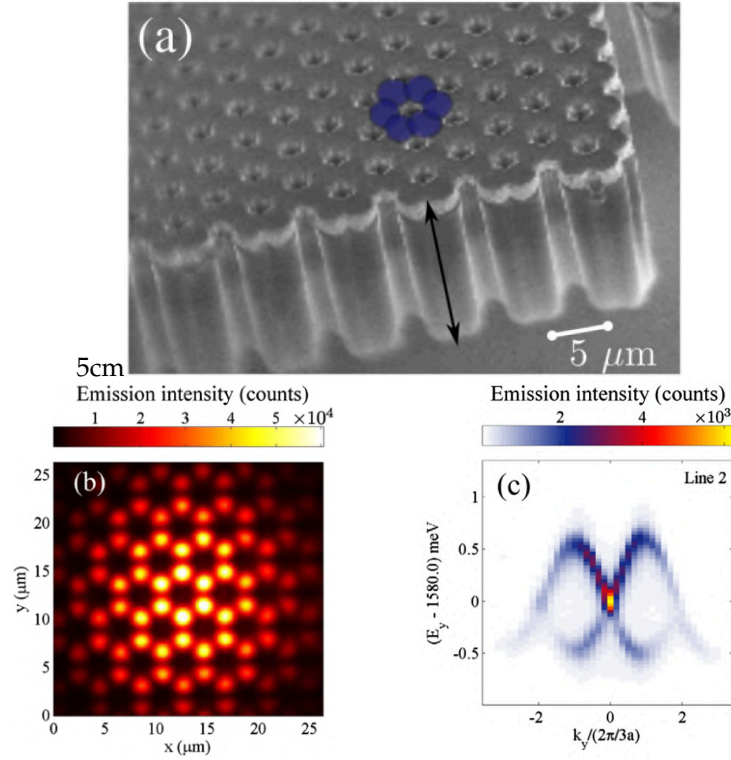 (a)
5 μm
5cm
Emission intensity (counts)
1 2 3 4 5 ×10⁴
(b)
25
20
15
10
5
0
y (μm)
0 5 10 15 20 25
x (μm)
Emission intensity (counts)
2 4 ×10³
(c)
Line 2
1
0.5
0
-0.5
(E_y - 1580.0) meV
-2 0 2
k_y/(2π/3a)